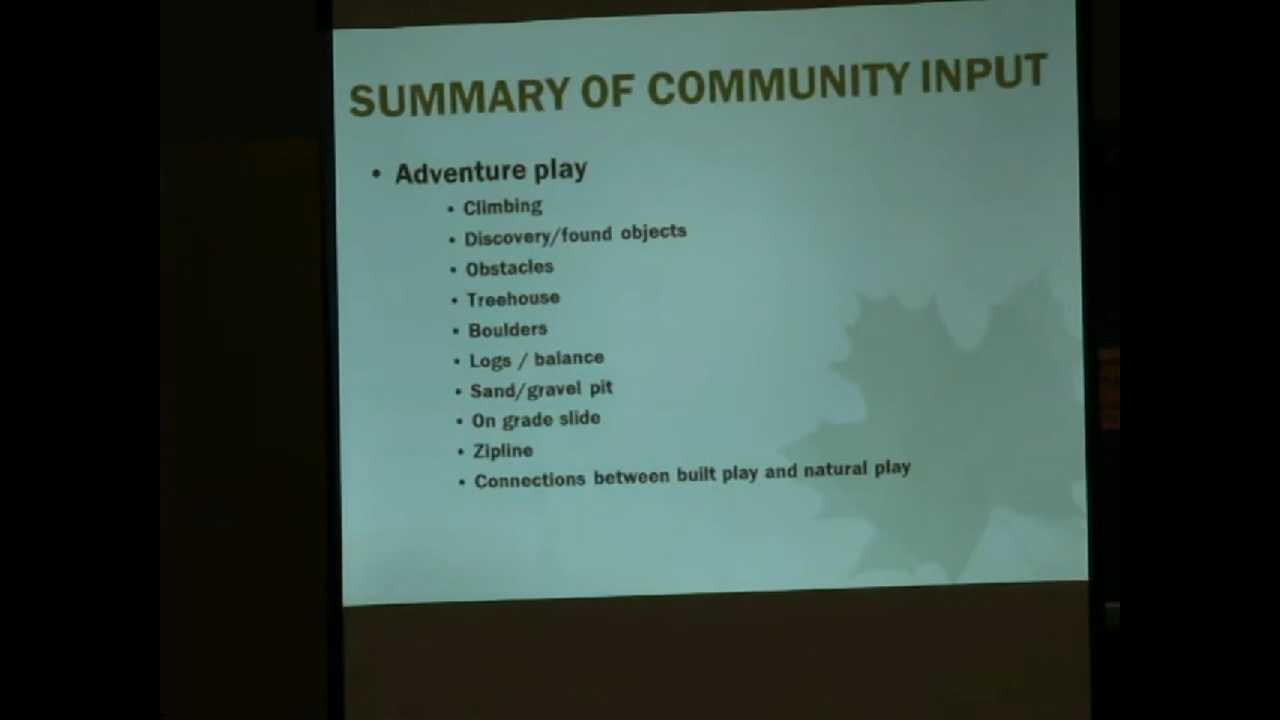 SUMMARY OF COMMUNITY INPUT
• Adventure play
• Climbing
• Discovery/found objects
• Obstacles
• Treehouse
• Boulders
• Logs / balance
• Sand/gravel pit
• On grade slide
• Zipline
• Connections between built play and natural play